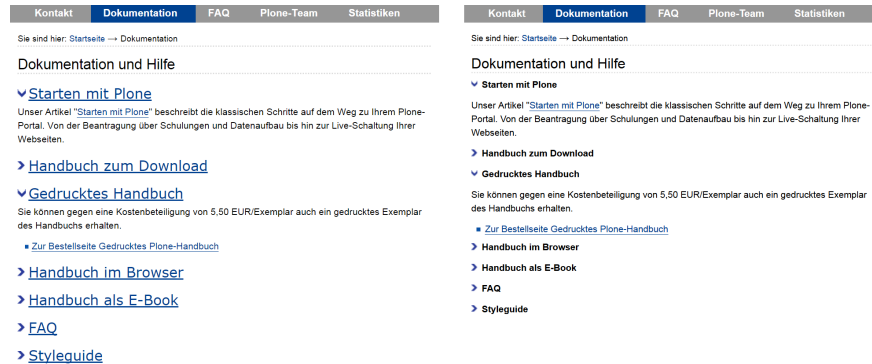 Kontakt Dokumentation FAQ Plone-Team Statistiken
Sie sind hier: Startseite → Dokumentation
Dokumentation und Hilfe
Starten mit Plone
Unser Artikel "Starten mit Plone" beschreibt die klassischen Schritte auf dem Weg zu Ihrem Plone-
Portal. Von der Beantragung über Schulungen und Datenaufbau bis hin zur Live-Schaltung Ihrer
Webseiten.
Handbuch zum Download
Gedrucktes Handbuch
Sie können gegen eine Kostenbeteiligung von 5,50 EUR/Exemplar auch ein gedrucktes Exemplar
des Handbuchs erhalten.
Zur Bestellseite Gedrucktes Plone-Handbuch
Handbuch im Browser
Handbuch als E-Book
FAQ
Styleguide
Kontakt Dokumentation FAQ Plone-Team Statistiken
Sie sind hier: Startseite → Dokumentation
Dokumentation und Hilfe
Starten mit Plone
Unser Artikel "Starten mit Plone" beschreibt die klassischen Schritte auf dem Weg zu Ihrem Plone-
Portal. Von der Beantragung über Schulungen und Datenaufbau bis hin zur Live-Schaltung Ihrer
Webseiten.
Handbuch zum Download
Gedrucktes Handbuch
Sie können gegen eine Kostenbeteiligung von 5,50 EUR/Exemplar auch ein gedrucktes Exemplar
des Handbuchs erhalten.
Zur Bestellseite Gedrucktes Plone-Handbuch
Handbuch im Browser
Handbuch als E-Book
FAQ
Styleguide